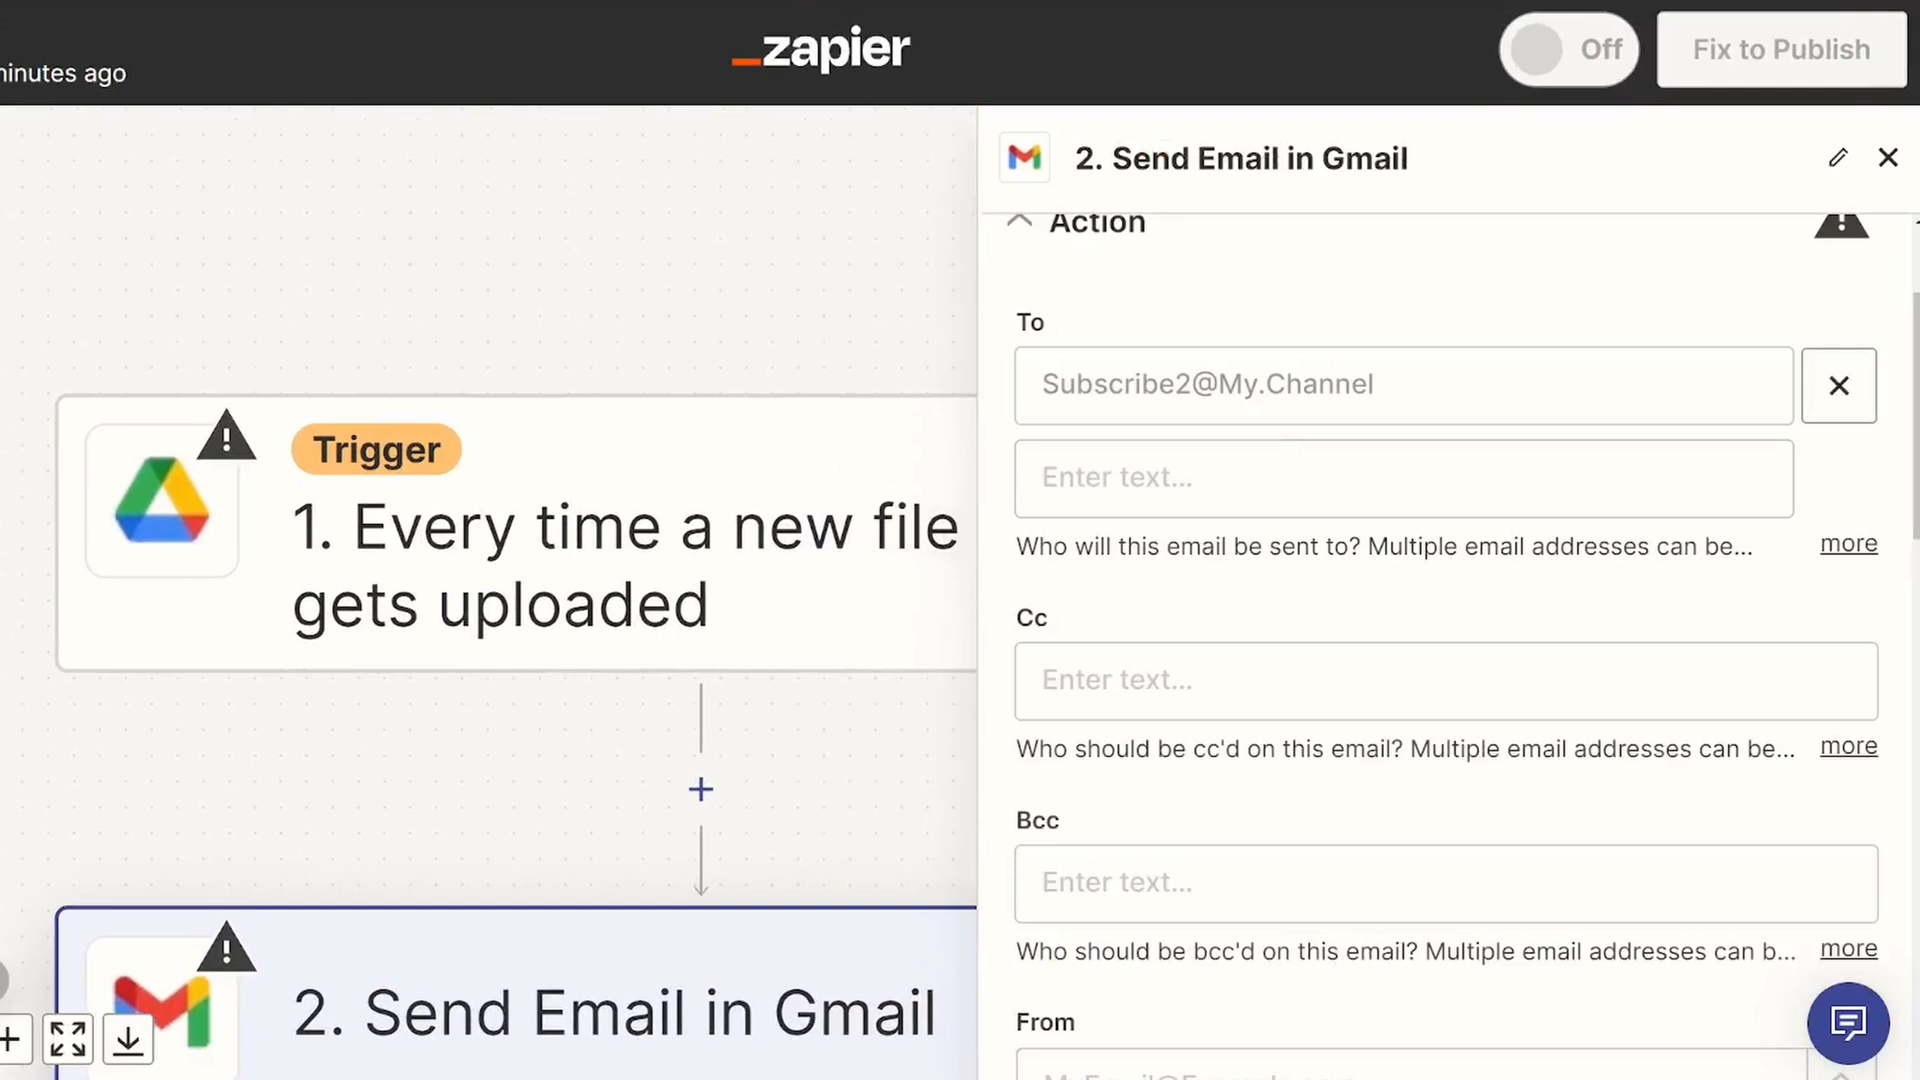 zapier
minutes ago
Off
Fix to Publish
2. Send Email in Gmail
Action
To
Subscribe2@My.Channel
Enter text...
Who will this email be sent to? Multiple email addresses can be...
more
Cc
Enter text...
Who should be cc'd on this email? Multiple email addresses can be...
more
Bcc
Enter text...
Who should be bcc'd on this email? Multiple email addresses can b...
more
From
Trigger
1. Every time a new file
gets uploaded
2. Send Email in Gmail